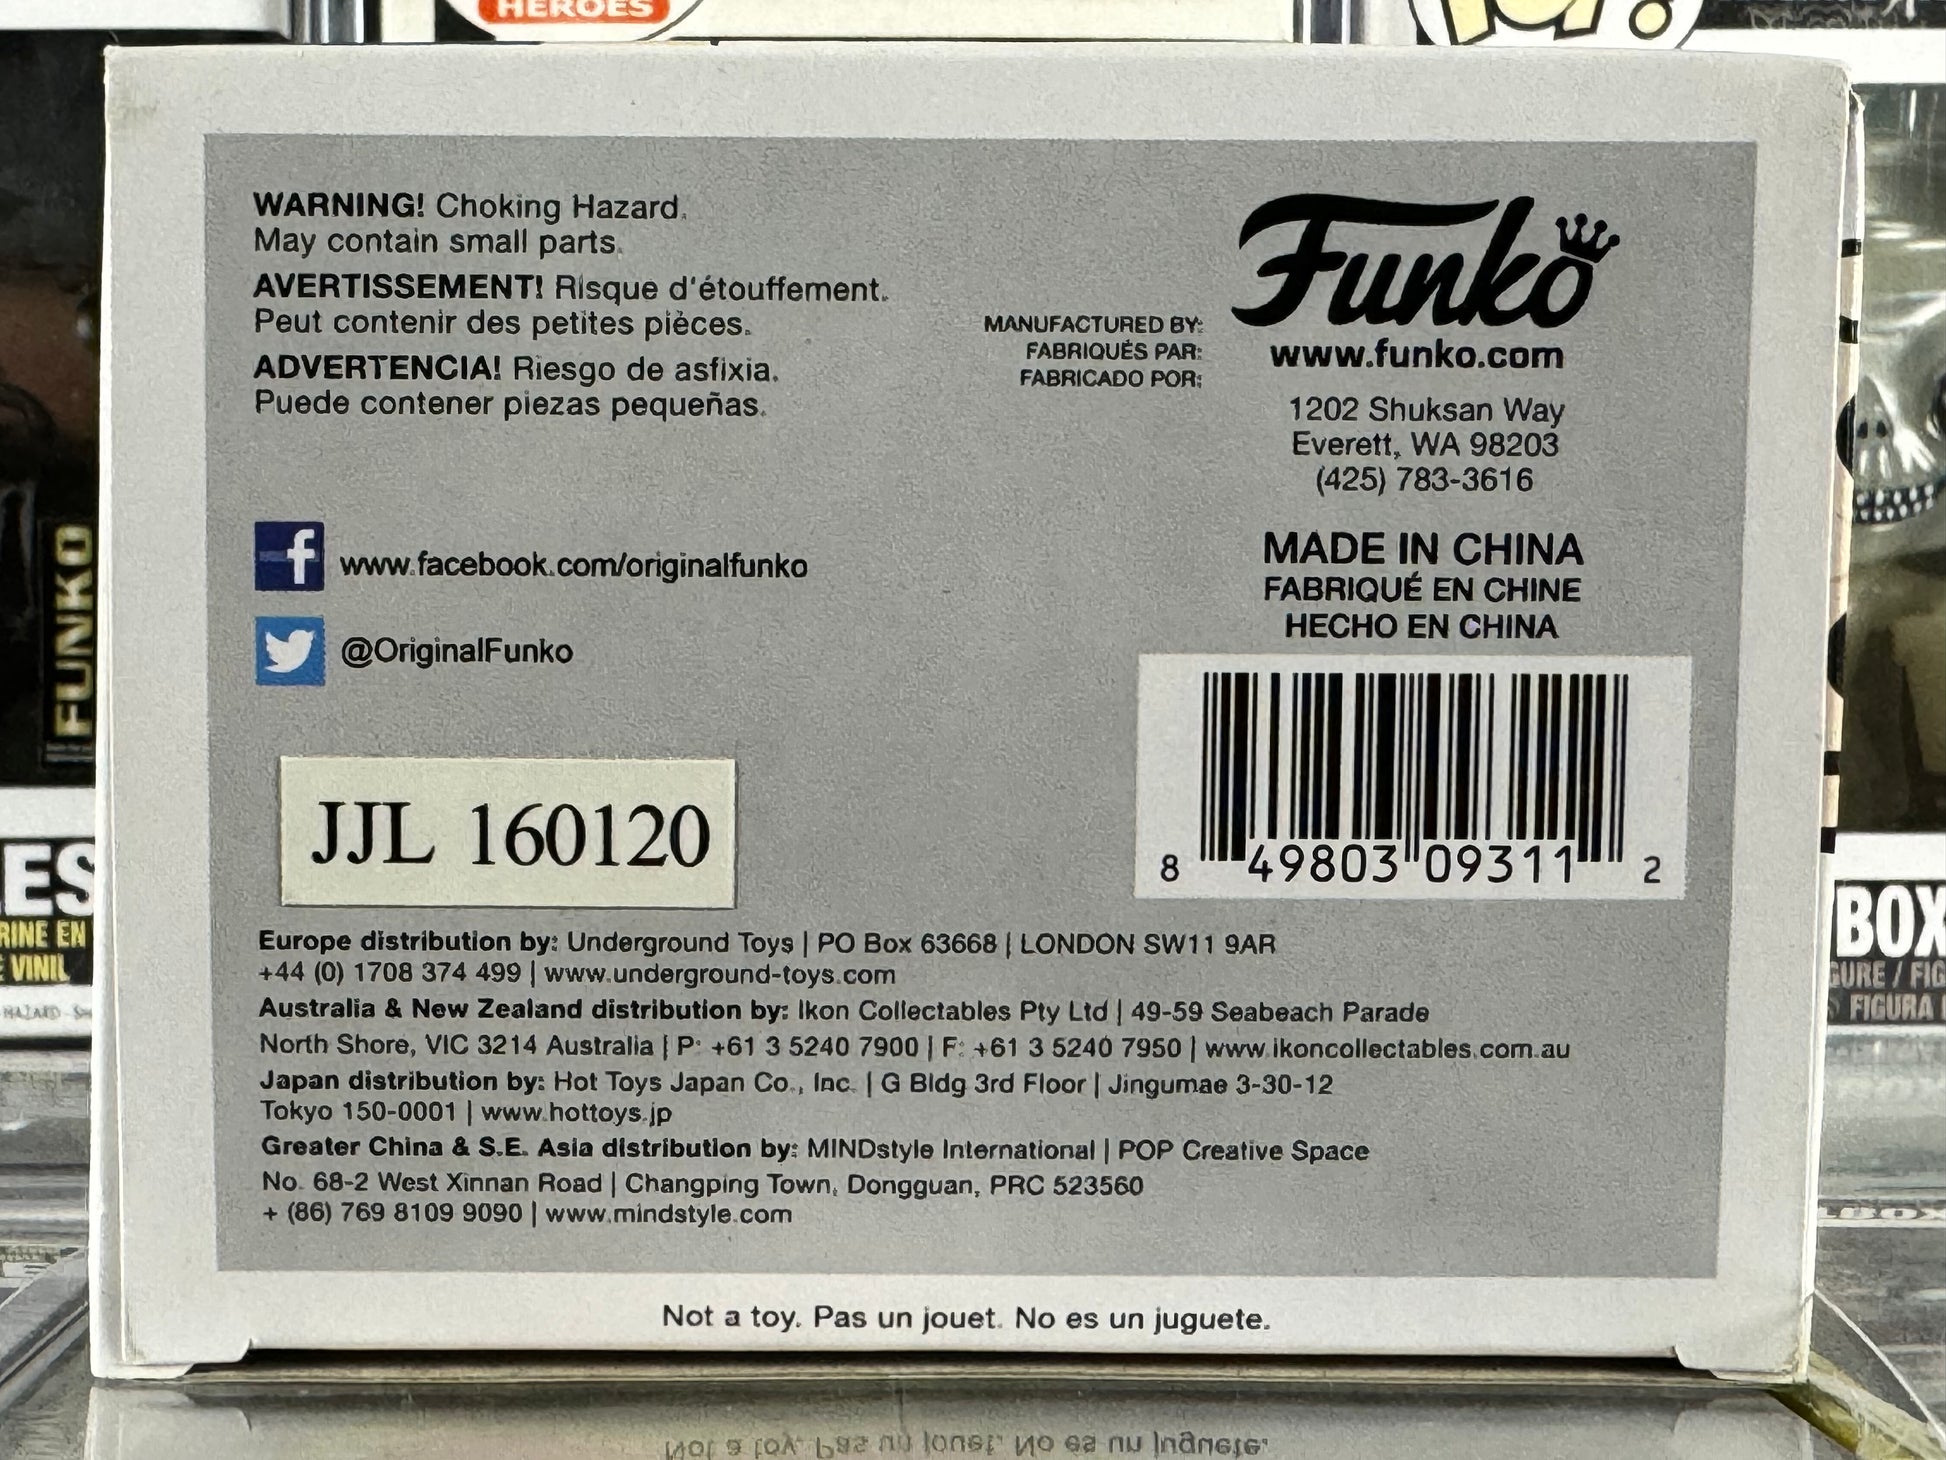 HEROES
POP!
WARNING! Choking Hazard.
May contain small parts.
AVERTISSEMENT! Risque d'étouffement.
Peut contenir des petites pièces.
ADVERTENCIA! Riesgo de asfixia.
Puede contener piezas pequeñas.
MANUFACTURED BY:
FABRIQUÉS PAR:
FABRICADO POR:
Funko
www.funko.com
1202 Shuksan Way
Everett, WA 98203
(425) 783-3616
MADE IN CHINA
FABRIQUÉ EN CHINE
HECHO EN CHINA
www.facebook.com/originalfunko
@OriginalFunko
JJL 160120
8 49803 09311 2
Europe distribution by: Underground Toys | PO Box 63668 | LONDON SW11 9AR
+44 (0) 1708 374 499 | www.underground-toys.com
Australia & New Zealand distribution by: Ikon Collectables Pty Ltd | 49-59 Seabeach Parade
North Shore, VIC 3214 Australia | P: +61 3 5240 7900 | F: +61 3 5240 7950 | www.ikoncollectables.com.au
Japan distribution by: Hot Toys Japan Co., Inc. | G Bldg 3rd Floor | Jingumae 3-30-12
Tokyo 150-0001 | www.hottoys.jp
Greater China & S.E. Asia distribution by: MINDstyle International | POP Creative Space
No. 68-2 West Xinnan Road | Changping Town, Dongguan, PRC 523560
+ (86) 769 8109 9090 | www.mindstyle.com
Not a toy. Pas un jouet. No es un juguete.
FUNKO
ES
RINE EN
VINIL
BOX
GURE / FIG
FIGURA